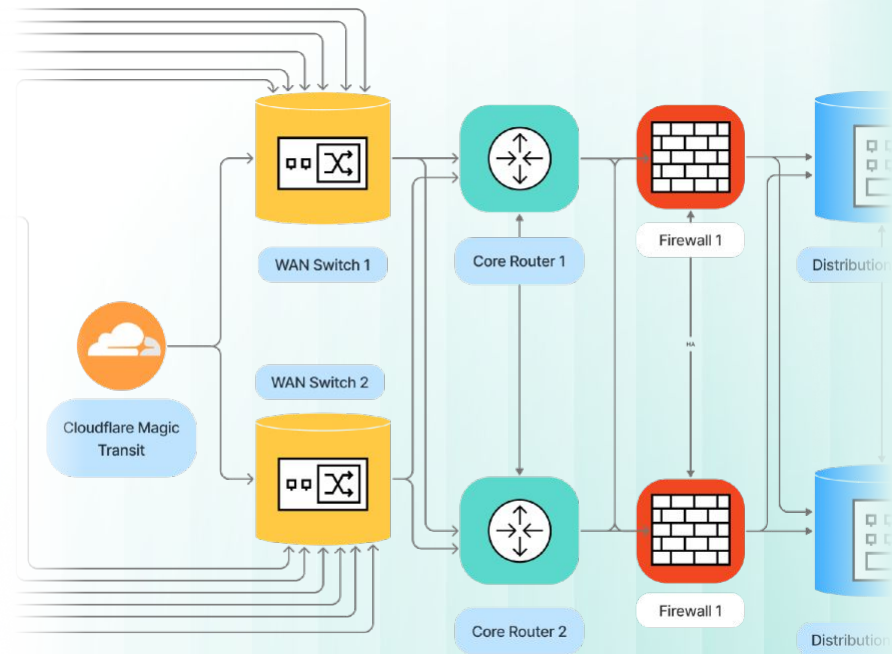 WAN Switch 1
Core Router 1
Firewall 1
Distribution
HA
WAN Switch 2
Cloudflare Magic
Transit
Core Router 2
Firewall 1
Distribution